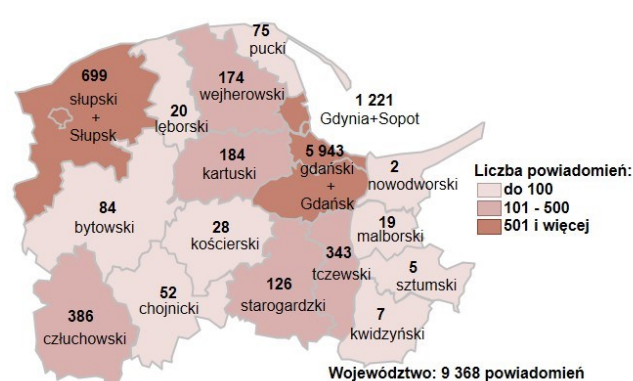 75
pucki
699
słupski
+
Słupsk
174
wejherowski
20
lęborski
1 221
Gdynia+Sopot
184
kartuski
5 943
gdański
+
Gdańsk
2
nowodworski
Liczba powiadomień:
do 100
101 - 500
501 i więcej
84
bytowski
28
kościerski
19
malborski
343
tczewski
5
sztumski
386
człuchowski
52
chojnicki
126
starogardzki
7
kwidzyński
Województwo: 9 368 powiadomień